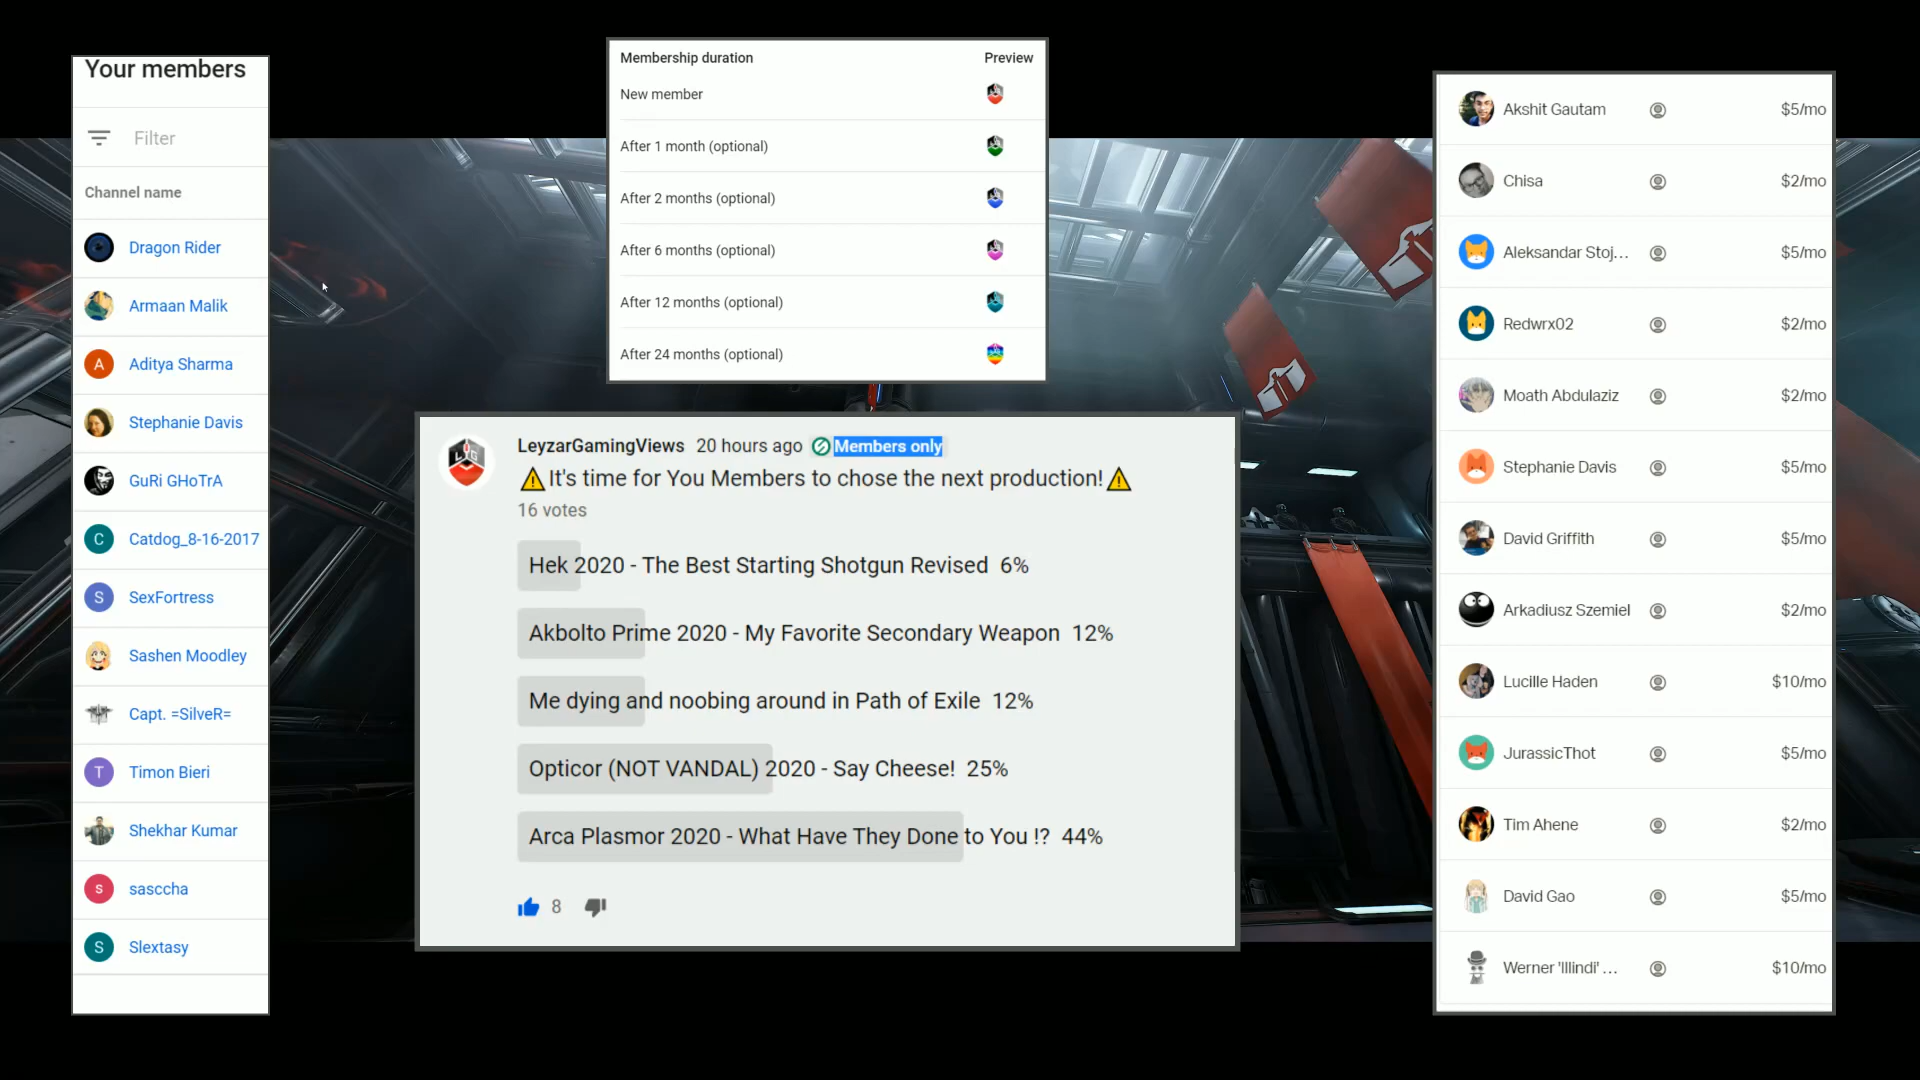 Your members
Filter
Channel name
Dragon Rider
Armaan Malik
A Aditya Sharma
Stephanie Davis
GuRi GHoTrA
C Catdog_8-16-2017
S SexFortress
Sashen Moodley
Capt. =SilveR=
T Timon Bieri
Shekhar Kumar
s sasccha
S Slextasy
Membership duration Preview
New member
After 1 month (optional)
After 2 months (optional)
After 6 months (optional)
After 12 months (optional)
After 24 months (optional)
LeyzarGamingViews 20 hours ago Members only
⚠It's time for You Members to chose the next production!⚠
16 votes
Hek 2020 - The Best Starting Shotgun Revised 6%
Akbolto Prime 2020 - My Favorite Secondary Weapon 12%
Me dying and noobing around in Path of Exile 12%
Opticor (NOT VANDAL) 2020 - Say Cheese! 25%
Arca Plasmor 2020 - What Have They Done to You !? 44%
8
Akshit Gautam $5/mo
Chisa $2/mo
Aleksandar Stoj... $5/mo
Redwrx02 $2/mo
Moath Abdulaziz $2/mo
Stephanie Davis $5/mo
David Griffith $5/mo
Arkadiusz Szemiel $2/mo
Lucille Haden $10/mo
JurassicThot $5/mo
Tim Ahene $2/mo
David Gao $5/mo
Werner 'Illindi' ... $10/mo